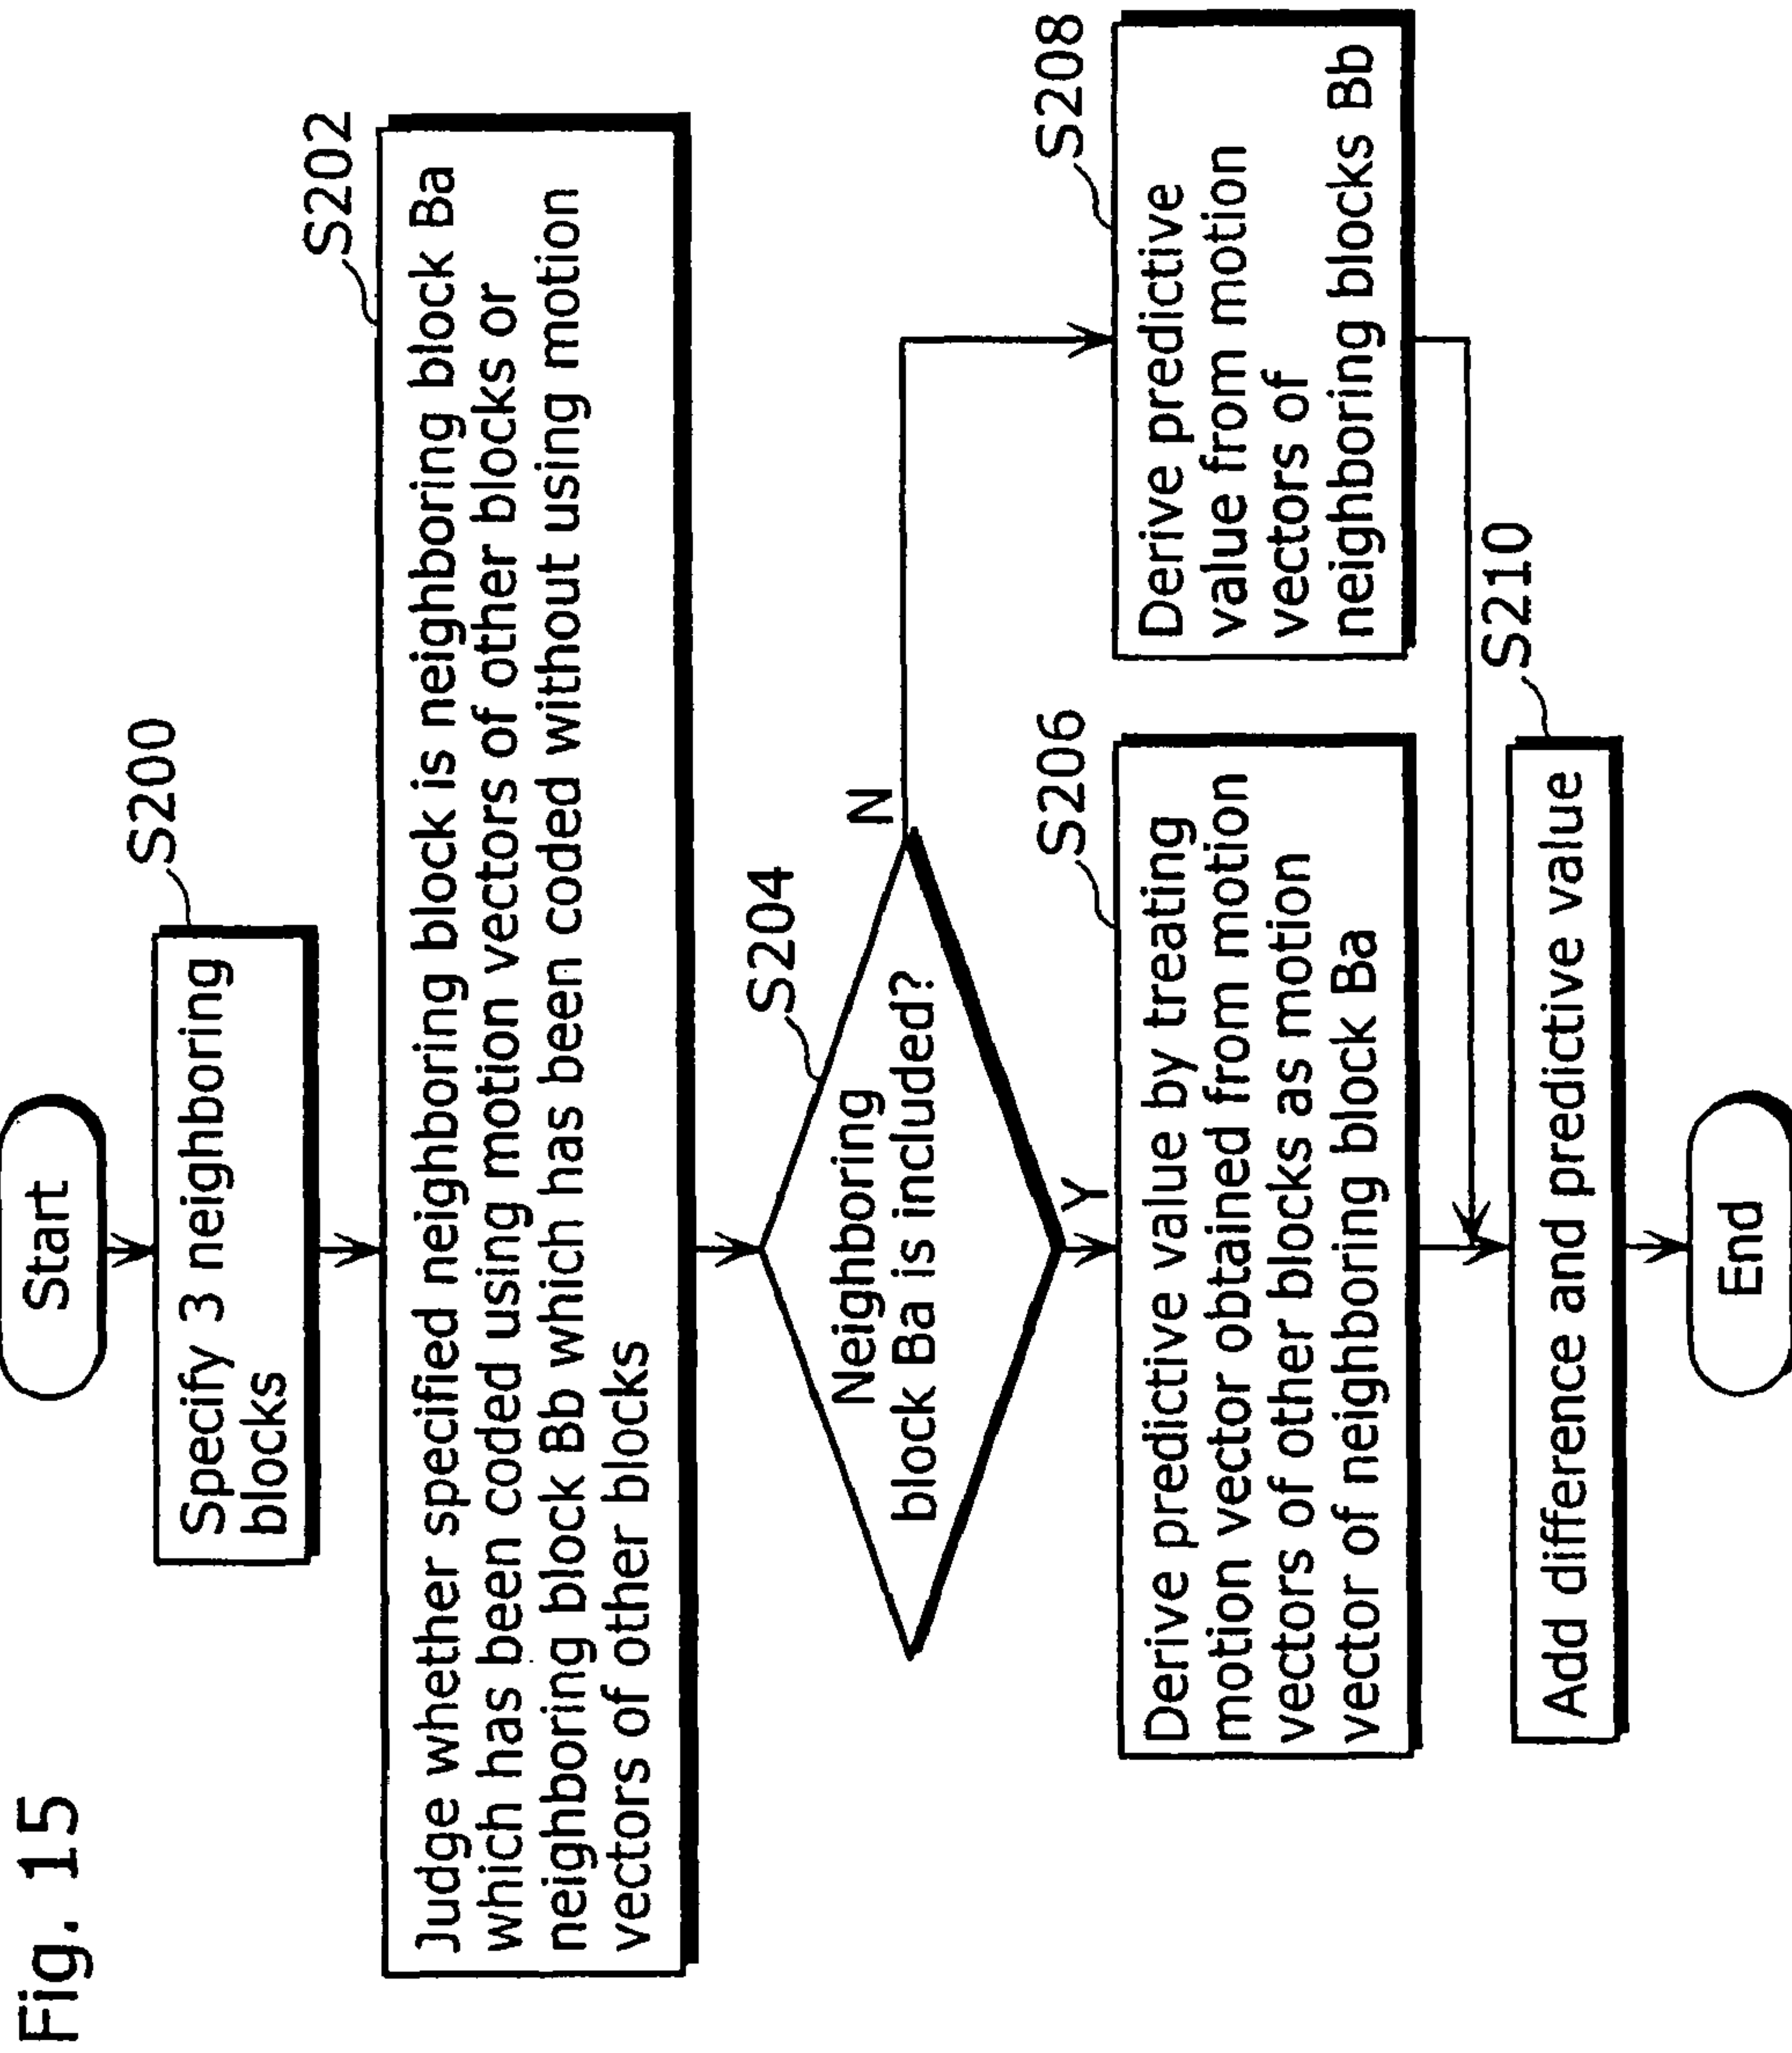 Fig. 15
Start
S200
Specify 3 neighboring
blocks
S202
Judge whether specified neighboring block is neighboring block Ba
which has been coded using motion vectors of other blocks or
neighboring block Bb which has been coded without using motion
vectors of other blocks
S204
Neighboring
block Ba is included?
N
Y
S206
Derive predictive value by treating
motion vector obtained from motion
vectors of other blocks as motion
vector of neighboring block Ba
S208
Derive predictive
value from motion
vectors of
neighboring blocks Bb
S210
Add difference and predictive value
End